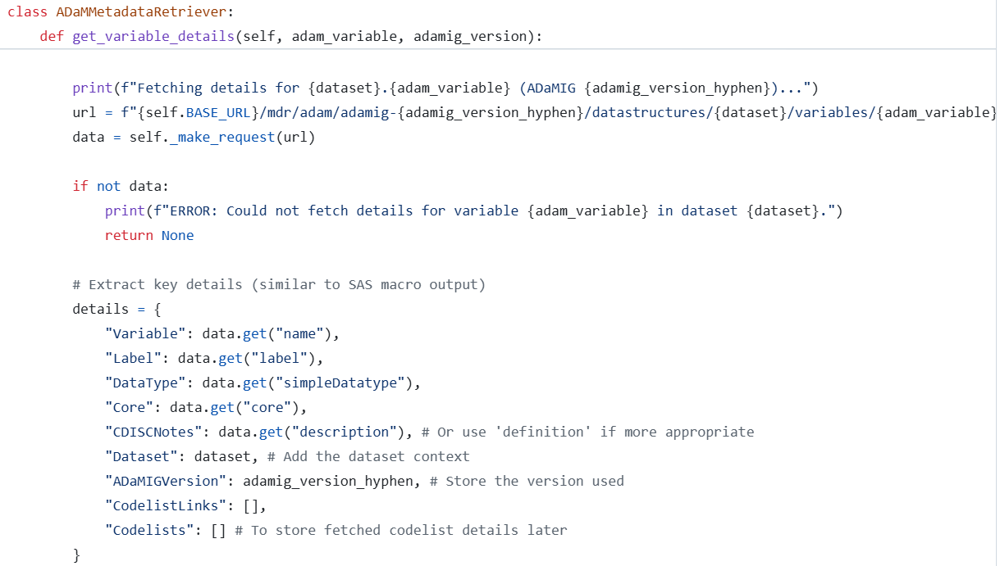 class ADaMMetadataRetriever:
    def get_variable_details(self, adam_variable, adamig_version):
        print(f"Fetching details for {dataset}.{adam_variable} (ADaMIG {adamig_version_hyphen})...")
        url = f"{self.BASE_URL}/mdr/adam/adamig-{adamig_version_hyphen}/datastructures/{dataset}/variables/{adam_variable}
        data = self._make_request(url)
        if not data:
            print(f"ERROR: Could not fetch details for variable {adam_variable} in dataset {dataset}.")
            return None
        # Extract key details (similar to SAS macro output)
        details = {
            "Variable": data.get("name"),
            "Label": data.get("label"),
            "DataType": data.get("simpleDatatype"),
            "Core": data.get("core"),
            "CDISCNotes": data.get("description"), # Or use 'definition' if more appropriate
            "Dataset": dataset, # Add the dataset context
            "ADaMIGVersion": adamig_version_hyphen, # Store the version used
            "CodelistLinks": [],
            "Codelists": [] # To store fetched codelist details later
        }